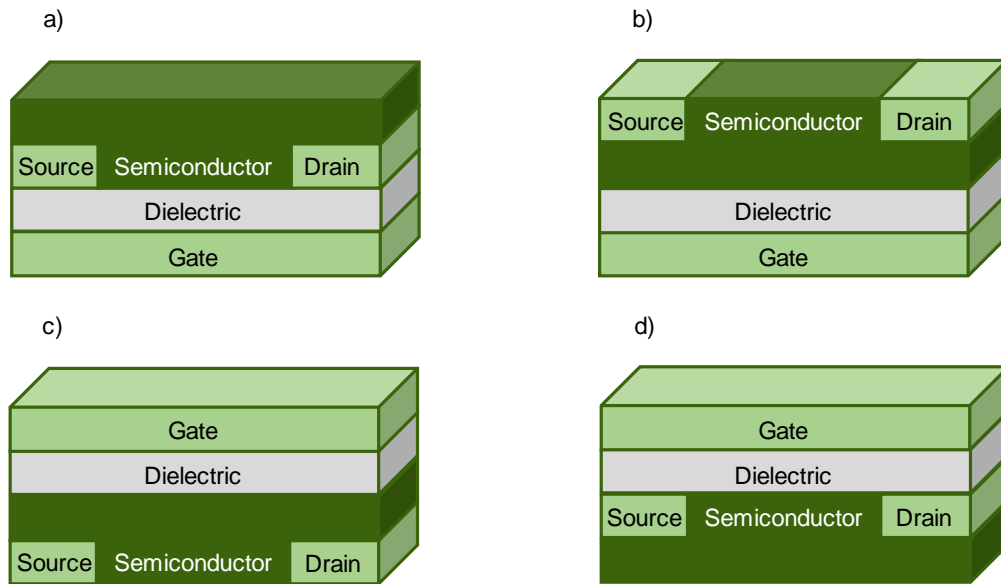 a)
Source Semiconductor Drain
Dielectric
Gate
b)
Source Semiconductor Drain
Dielectric
Gate
c)
Gate
Dielectric
Source Semiconductor Drain
d)
Gate
Dielectric
Source Semiconductor Drain